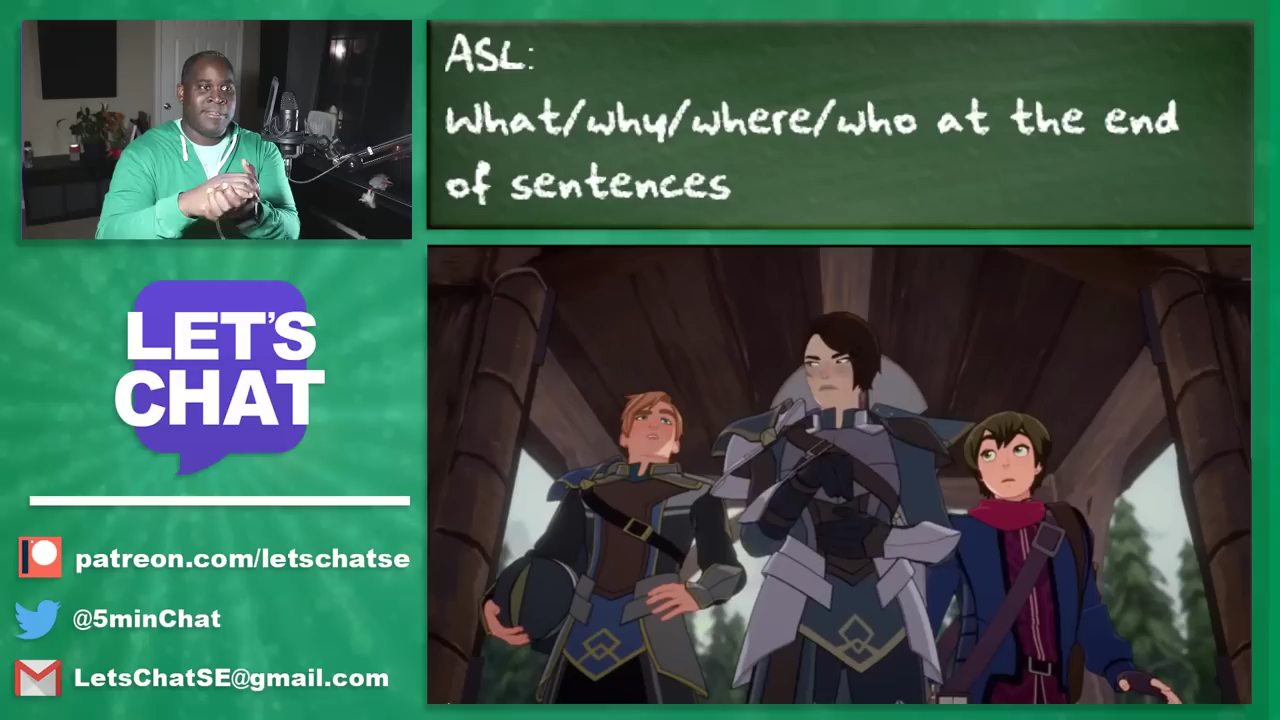 ASL:
What/why/where/who at the end
of sentences
LET'S
CHAT
patreon.com/letschatse
@5minChat
LetsChatSE@gmail.com